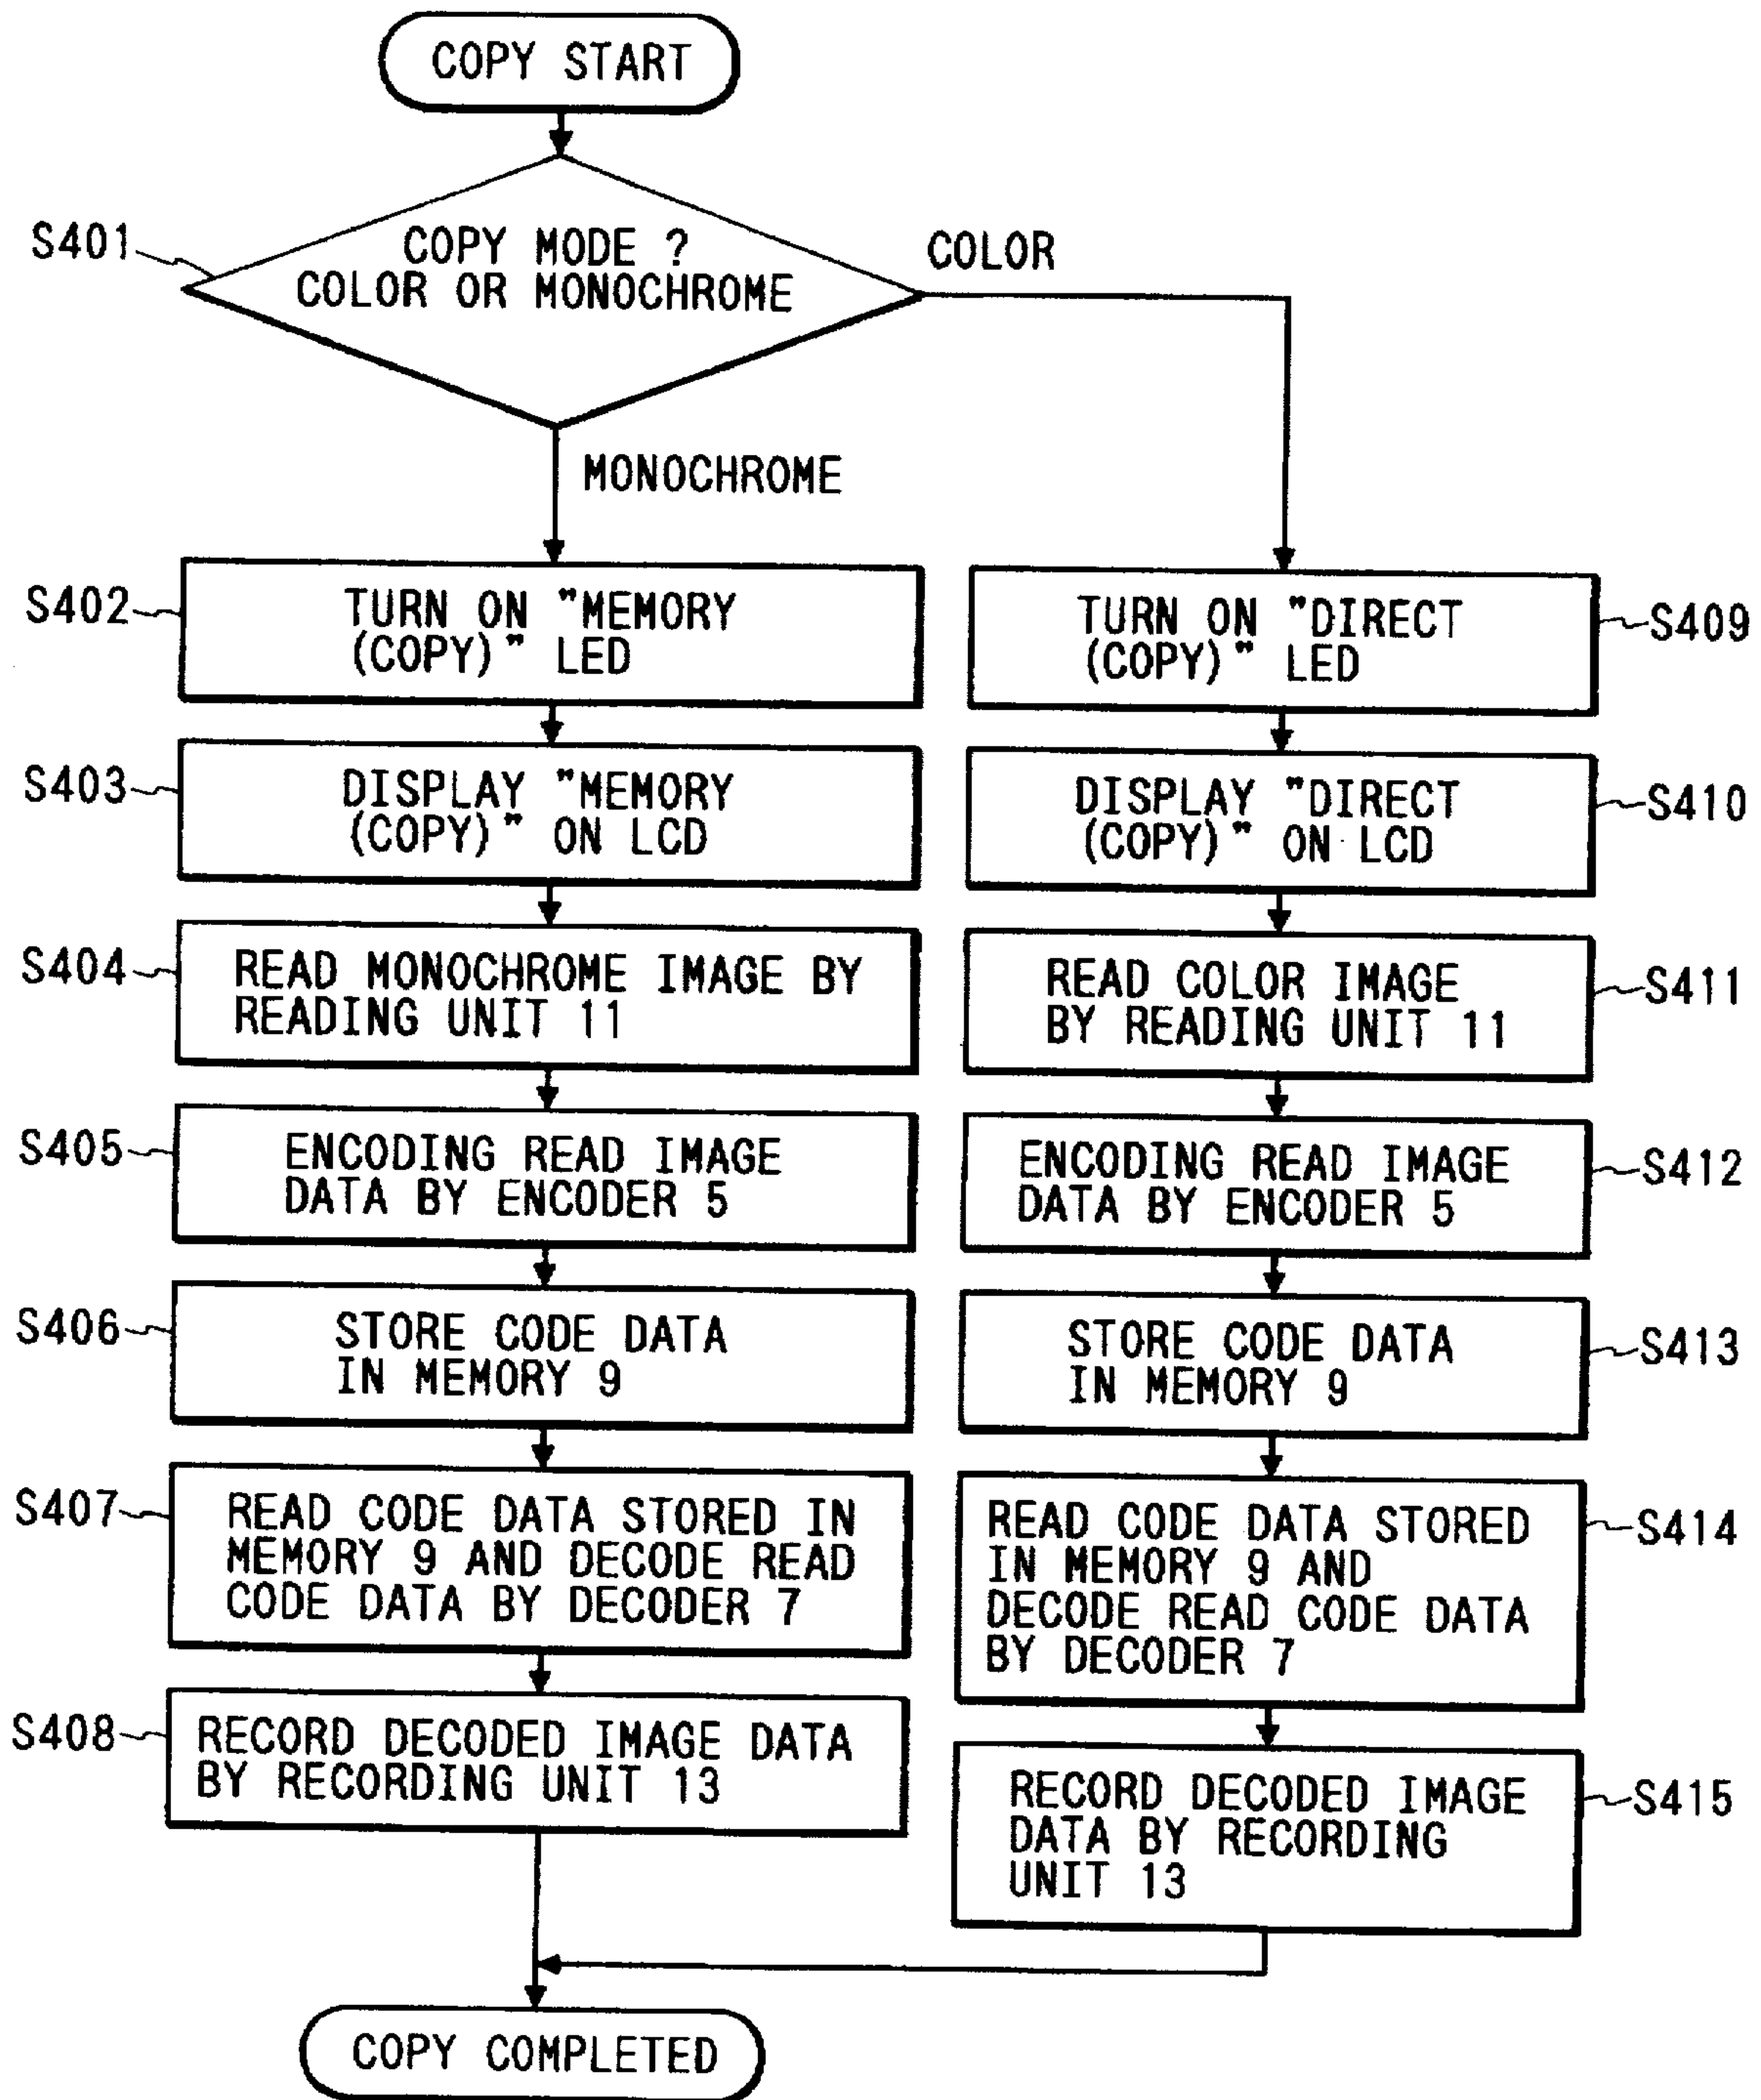 COPY START
S401
COPY MODE ?
COLOR OR MONOCHROME
COLOR
MONOCHROME
S402
TURN ON "MEMORY
(COPY)" LED
S403
DISPLAY "MEMORY
(COPY)" ON LCD
S404
READ MONOCHROME IMAGE BY
READING UNIT 11
S405
ENCODING READ IMAGE
DATA BY ENCODER 5
S406
STORE CODE DATA
IN MEMORY 9
S407
READ CODE DATA STORED IN
MEMORY 9 AND DECODE READ
CODE DATA BY DECODER 7
S408
RECORD DECODED IMAGE DATA
BY RECORDING UNIT 13
TURN ON "DIRECT
(COPY)" LED
S409
DISPLAY "DIRECT
(COPY)" ON LCD
S410
READ COLOR IMAGE
BY READING UNIT 11
S411
ENCODING READ IMAGE
DATA BY ENCODER 5
S412
STORE CODE DATA
IN MEMORY 9
S413
READ CODE DATA STORED
IN MEMORY 9 AND
DECODE READ CODE DATA
BY DECODER 7
S414
RECORD DECODED IMAGE
DATA BY RECORDING
UNIT 13
S415
COPY COMPLETED